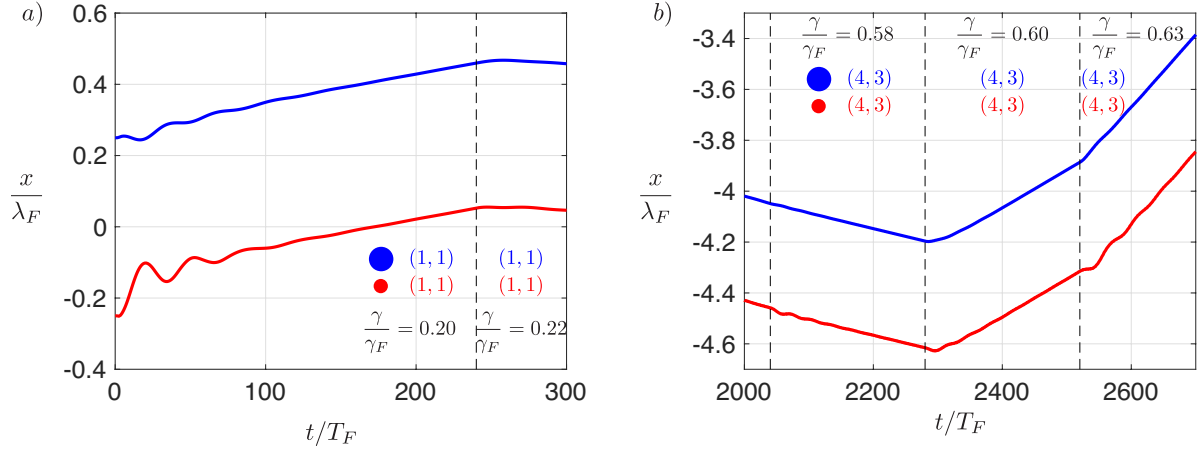 a)
0.6
0.4
0.2
0
-0.2
-0.4
x/λ_F
(1, 1) (1, 1)
(1, 1) (1, 1)
γ/γ_F = 0.20 γ/γ_F = 0.22
0 100 200 300
t/T_F
b)
-3.4
-3.6
-3.8
-4
-4.2
-4.4
-4.6
x/λ_F
γ/γ_F = 0.58 γ/γ_F = 0.60 γ/γ_F = 0.63
(4, 3) (4, 3) (4, 3)
(4, 3) (4, 3) (4, 3)
2000 2200 2400 2600
t/T_F